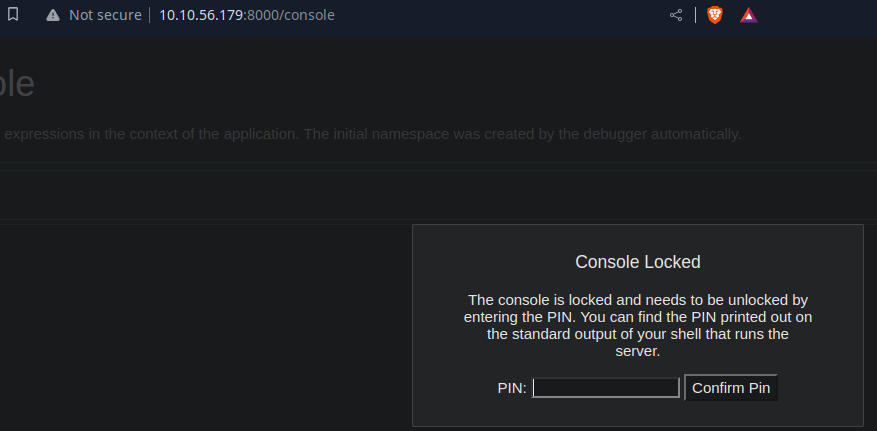 Not secure 10.10.56.179:8000/console
ole
expressions in the context of the application. The initial namespace was created by the debugger automatically.
Console Locked
The console is locked and needs to be unlocked by
entering the PIN. You can find the PIN printed out on
the standard output of your shell that runs the
server.
PIN: Confirm Pin